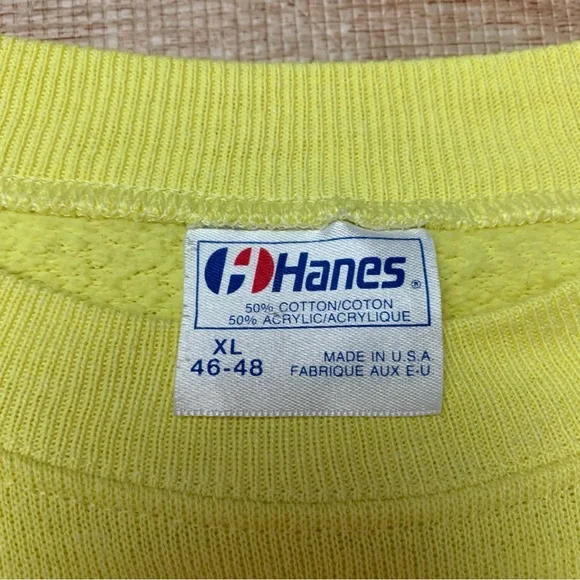 Hanes®
50% COTTON/COTON
50% ACRYLIC/ACRYLIQUE
XL
46-48
MADE IN U.S.A
FABRIQUE AUX E-U